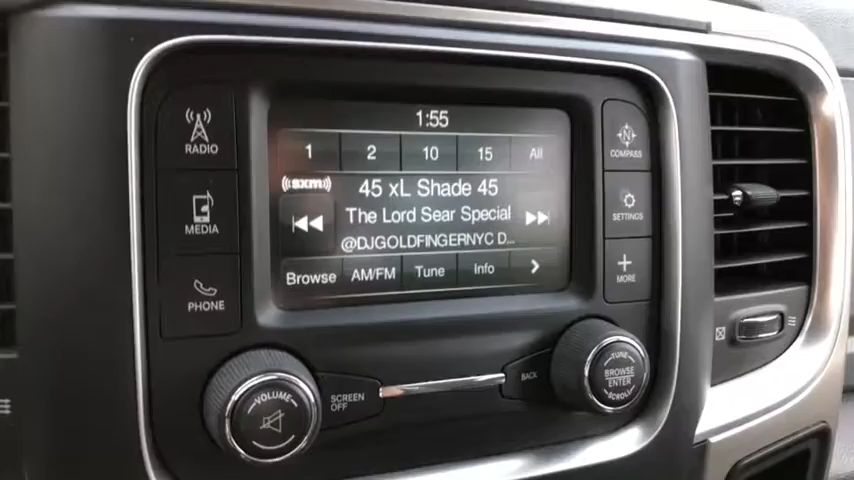 1:55
RADIO
1 2 10 15 All
COMPASS
((sxm))
45 xL Shade 45
MEDIA
The Lord Sear Special
SETTINGS
@DJGOLDFINGERNYC D...
Browse AM/FM Tune Info
MORE
PHONE
VOLUME
SCREEN OFF
BACK
TUNE
BROWSE
ENTER
SCROLL